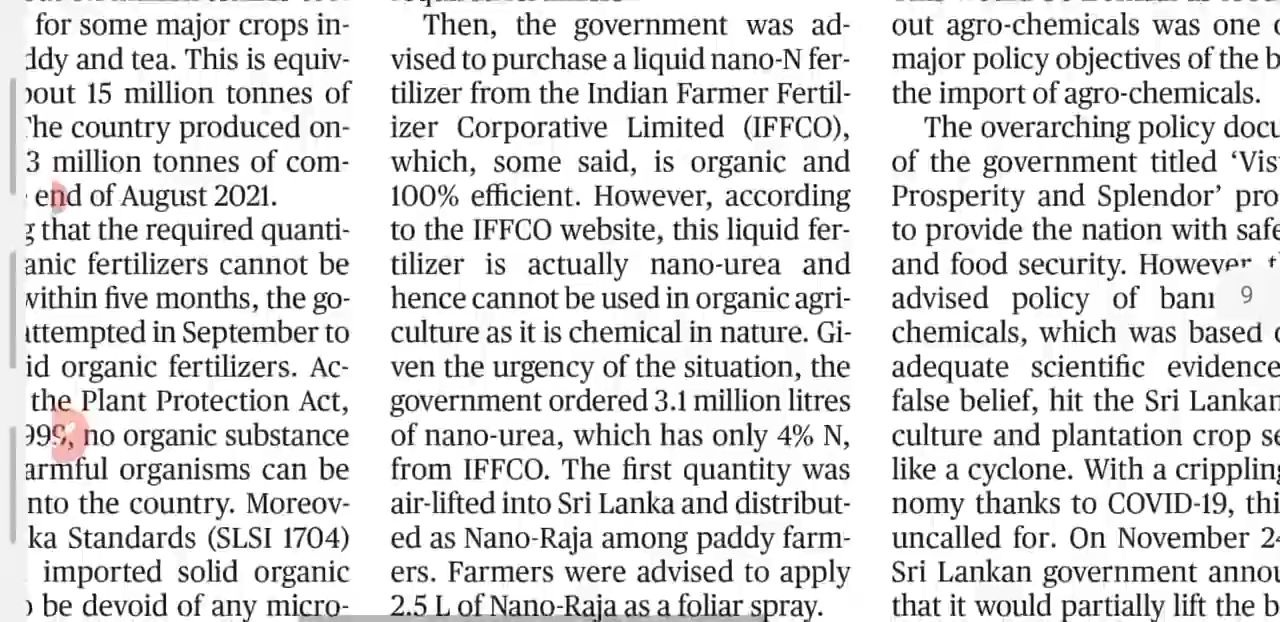 for some major crops in-
ddy and tea. This is equiv-
bout 15 million tonnes of
The country produced on-
3 million tonnes of com-
end of August 2021.
that the required quanti-
anic fertilizers cannot be
within five months, the go-
attempted in September to
id organic fertilizers. Ac-
the Plant Protection Act,
999, no organic substance
armful organisms can be
nto the country. Moreov-
ka Standards (SLSI 1704)
imported solid organic
be devoid of any micro-
Then, the government was ad-
vised to purchase a liquid nano-N fer-
tilizer from the Indian Farmer Fertil-
izer Corporative Limited (IFFCO),
which, some said, is organic and
100% efficient. However, according
to the IFFCO website, this liquid fer-
tilizer is actually nano-urea and
hence cannot be used in organic agri-
culture as it is chemical in nature. Gi-
ven the urgency of the situation, the
government ordered 3.1 million litres
of nano-urea, which has only 4% N,
from IFFCO. The first quantity was
air-lifted into Sri Lanka and distribut-
ed as Nano-Raja among paddy farm-
ers. Farmers were advised to apply
2.5 L of Nano-Raja as a foliar spray.
out agro-chemicals was one
major policy objectives of the b
the import of agro-chemicals.
The overarching policy docu
of the government titled ‘Vis
Prosperity and Splendor’ pro
to provide the nation with safe
and food security. However
advised policy of ban
9
chemicals, which was based
adequate scientific evidence
false belief, hit the Sri Lankan
culture and plantation crop se
like a cyclone. With a crippling
nomy thanks to COVID-19, thi
uncalled for. On November 2
Sri Lankan government annou
that it would partially lift the b